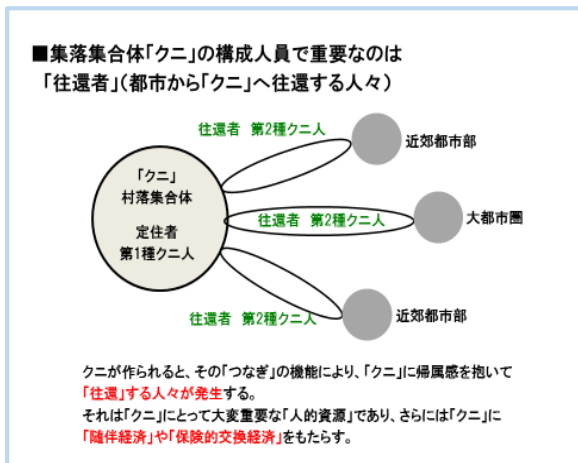 ■集落集合体「クニ」の構成人員で重要なのは
「往還者」(都市から「クニ」へ往還する人々)
往還者 第2種クニ人
近郊都市部
「クニ」
村落集合体
定住者
第1種クニ人
往還者 第2種クニ人
大都市圏
往還者 第2種クニ人
近郊都市部
クニが作られると、その「つなぎ」の機能により、「クニ」に帰属感を抱いて
「往還」する人々が発生する。
それは「クニ」にとって大変重要な「人的資源」であり、さらには「クニ」に
「随伴経済」や「保険的交換経済」をもたらす。